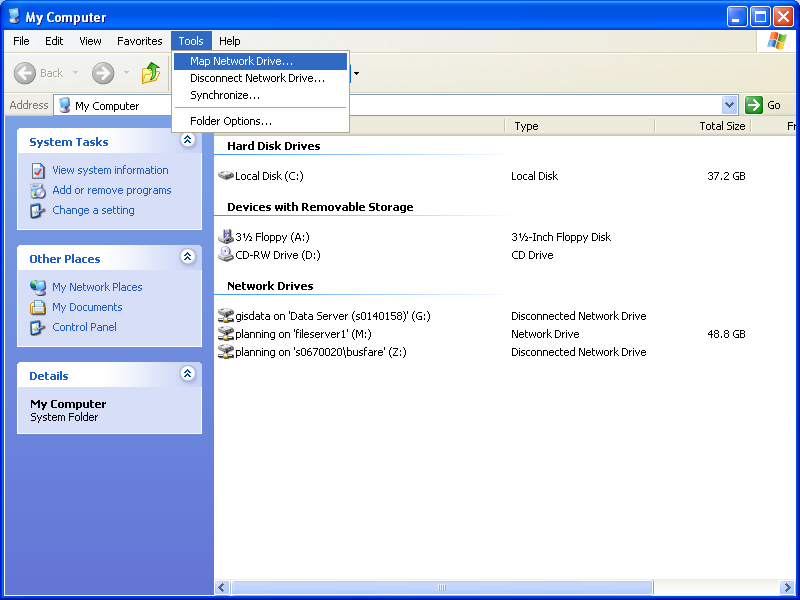 My Computer
File Edit View Favorites Tools Help
Map Network Drive...
Disconnect Network Drive...
Synchronize...
Folder Options...
Back
Address My Computer Go
Type Total Size Fr
System Tasks
View system information
Add or remove programs
Change a setting
Other Places
My Network Places
My Documents
Control Panel
Details
My Computer
System Folder
Hard Disk Drives
Local Disk (C:) Local Disk 37.2 GB
Devices with Removable Storage
3½ Floppy (A:) 3½-Inch Floppy Disk
CD-RW Drive (D:) CD Drive
Network Drives
gisdata on 'Data Server (s0140158)' (G:) Disconnected Network Drive
planning on 'fileserver1' (M:) Network Drive 48.8 GB
planning on 's0670020\busfare' (Z:) Disconnected Network Drive